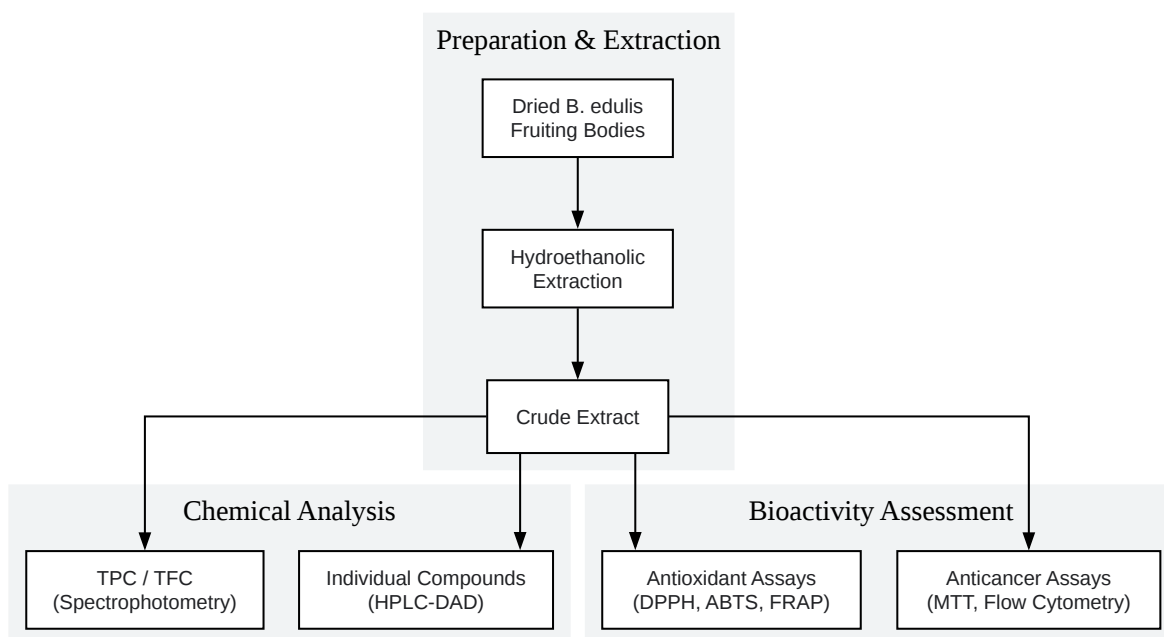 Preparation & Extraction
Dried B. edulis
Fruiting Bodies
Hydroethanolic
Extraction
Crude Extract
Chemical Analysis
TPC / TFC
(Spectrophotometry)
Individual Compounds
(HPLC-DAD)
Bioactivity Assessment
Antioxidant Assays
(DPPH, ABTS, FRAP)
Anticancer Assays
(MTT, Flow Cytometry)